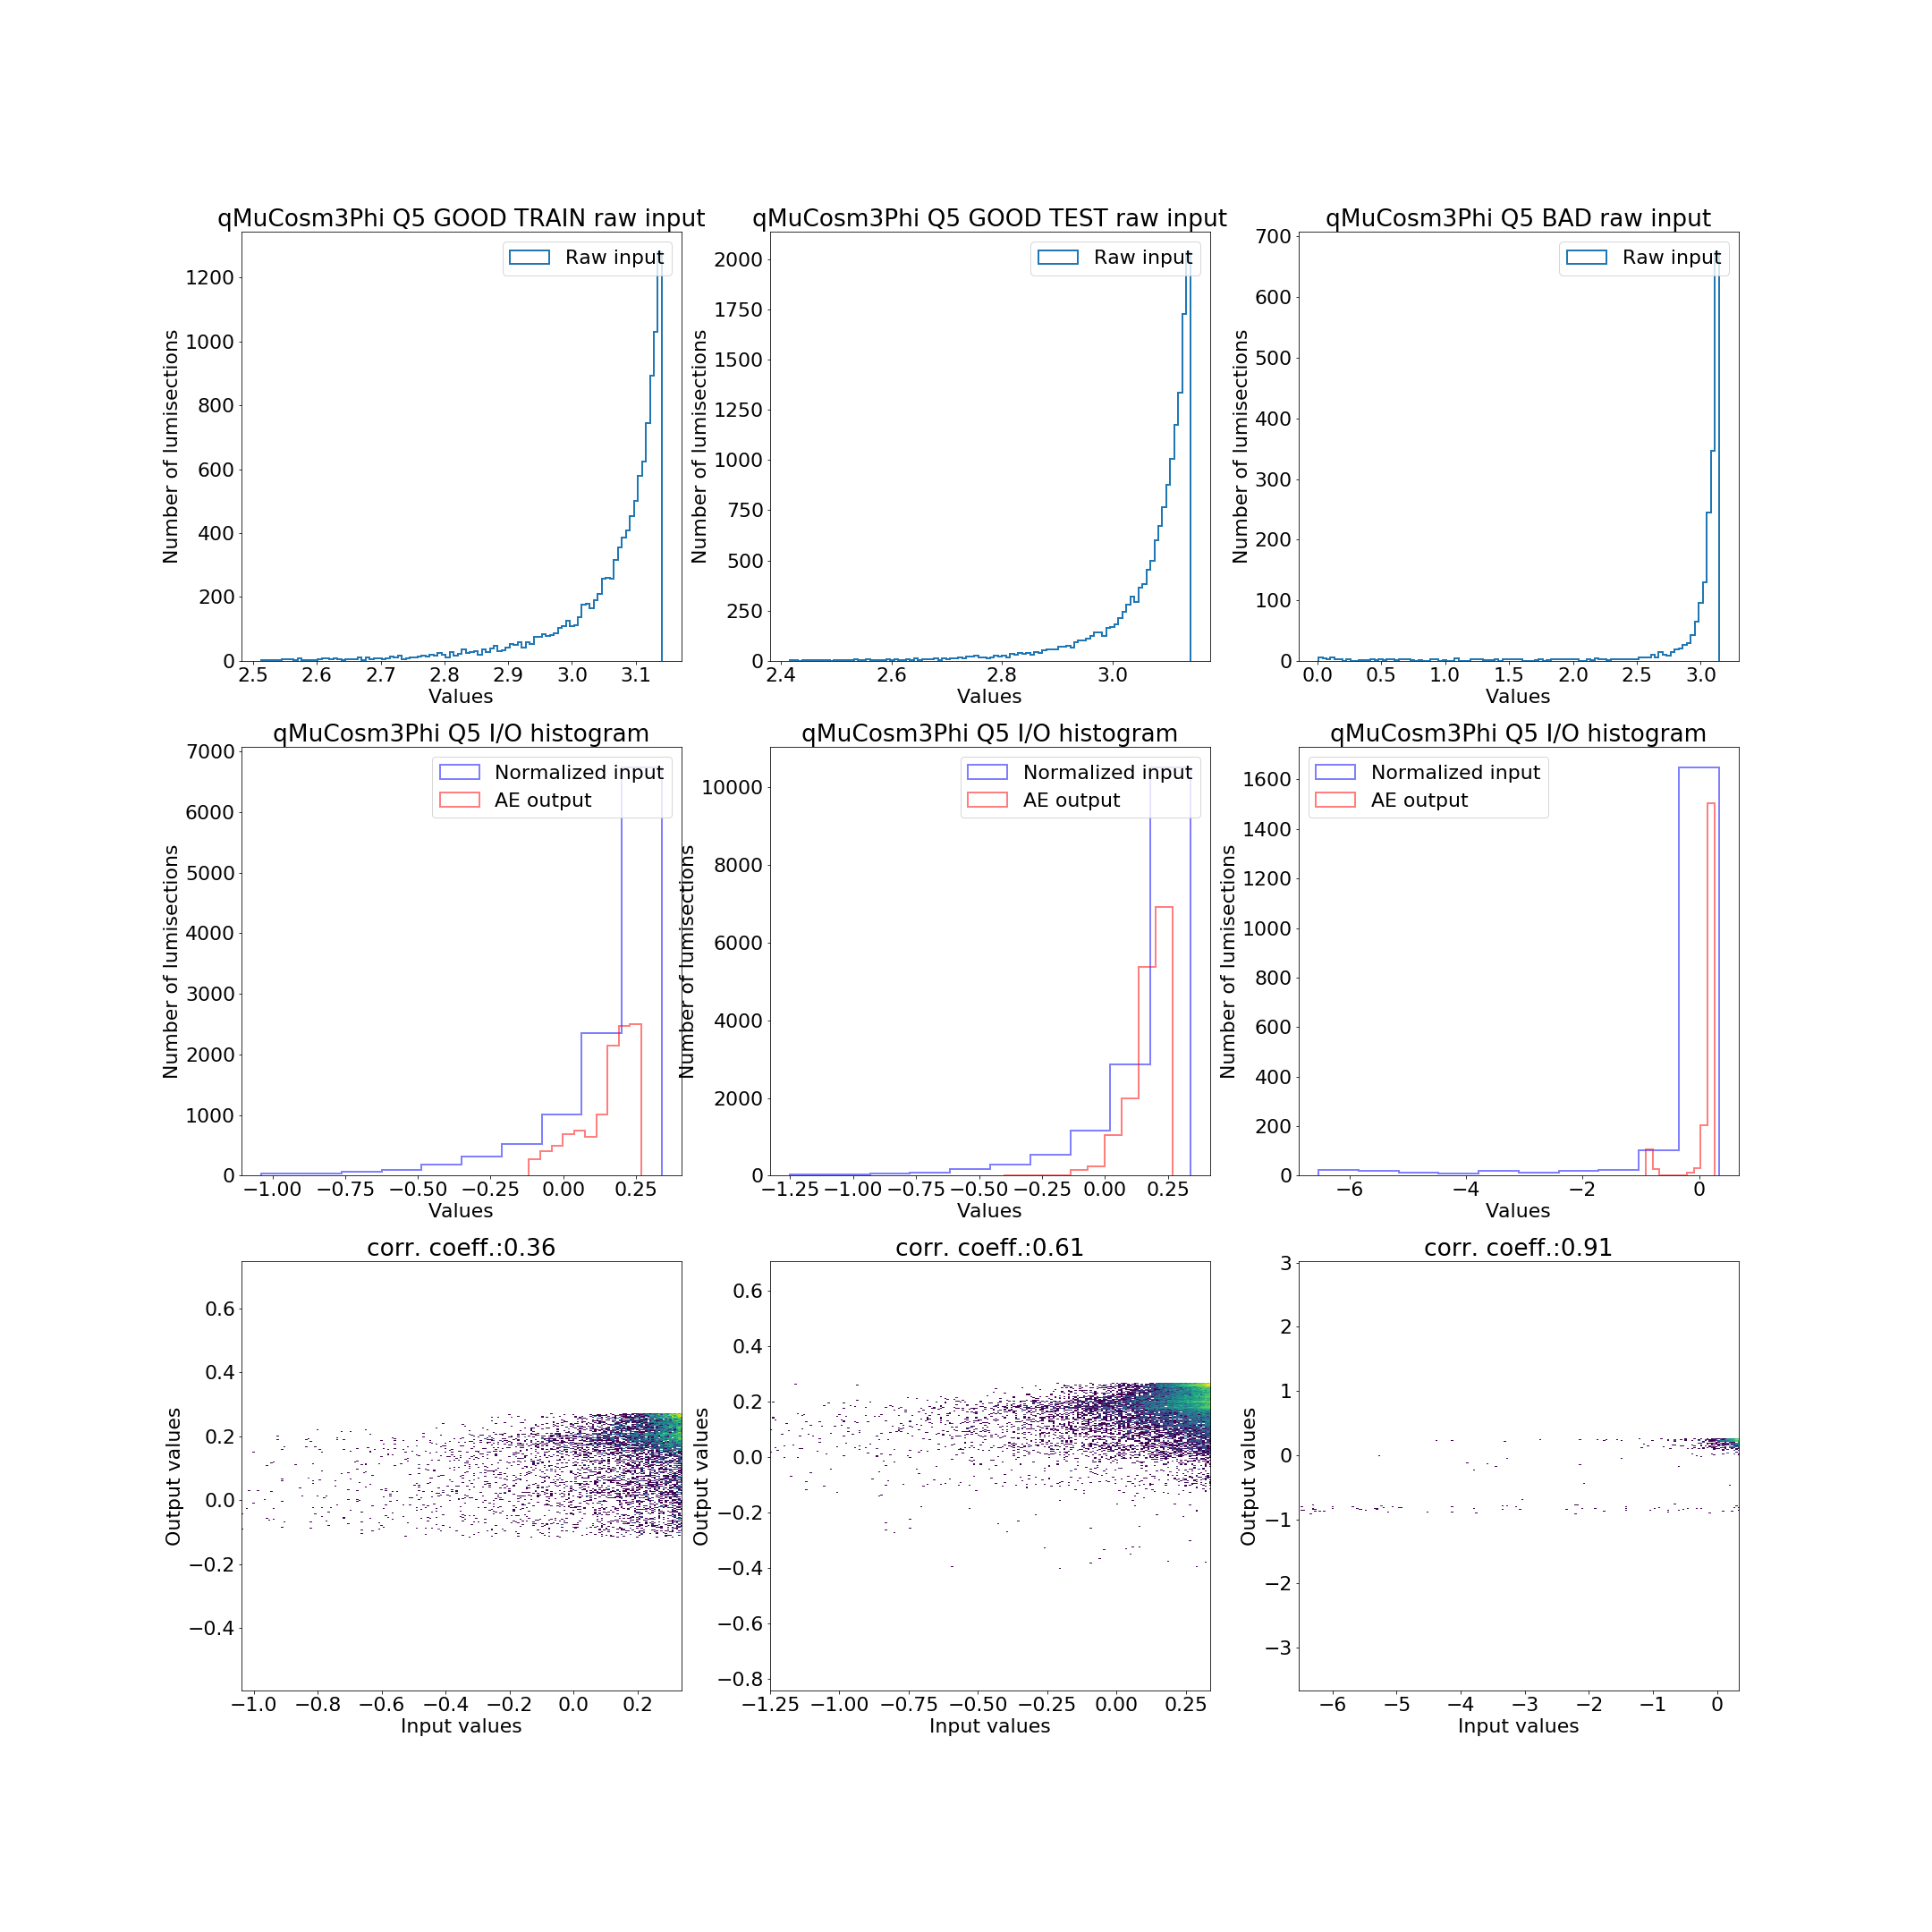 qMuCosm3Phi Q5 GOOD TRAIN raw input
Raw input
Number of lumisections
1200
1000
800
600
400
200
0
2.5 2.6 2.7 2.8 2.9 3.0 3.1
Values
qMuCosm3Phi Q5 GOOD TEST raw input
Raw input
Number of lumisections
2000
1750
1500
1250
1000
750
500
250
0
2.4 2.6 2.8 3.0
Values
qMuCosm3Phi Q5 BAD raw input
Raw input
Number of lumisections
700
600
500
400
300
200
100
0
0.0 0.5 1.0 1.5 2.0 2.5 3.0
Values
qMuCosm3Phi Q5 I/O histogram
Normalized input
AE output
Number of lumisections
7000
6000
5000
4000
3000
2000
1000
0
−1.00 −0.75 −0.50 −0.25 0.00 0.25
Values
qMuCosm3Phi Q5 I/O histogram
Normalized input
AE output
Number of lumisections
10000
8000
6000
4000
2000
0
−1.25 −1.00 −0.75 −0.50 −0.25 0.00 0.25
Values
qMuCosm3Phi Q5 I/O histogram
Normalized input
AE output
Number of lumisections
1600
1400
1200
1000
800
600
400
200
0
−6 −4 −2 0
Values
corr. coeff.:0.36
Output values
0.6
0.4
0.2
0.0
−0.2
−0.4
−1.0 −0.8 −0.6 −0.4 −0.2 0.0 0.2
Input values
corr. coeff.:0.61
Output values
0.6
0.4
0.2
0.0
−0.2
−0.4
−0.6
−0.8
−1.25 −1.00 −0.75 −0.50 −0.25 0.00 0.25
Input values
corr. coeff.:0.91
Output values
3
2
1
0
−1
−2
−3
−6 −5 −4 −3 −2 −1 0
Input values